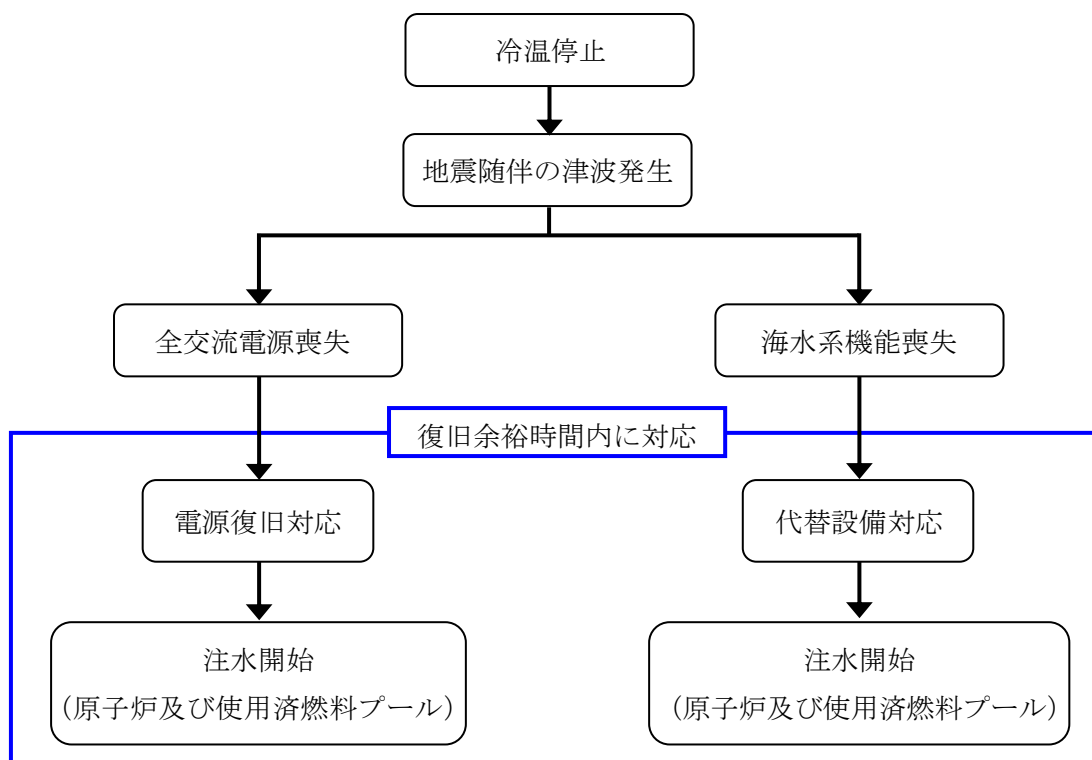 冷温停止
地震随伴の津波発生
全交流電源喪失
海水系機能喪失
復旧余裕時間内に対応
電源復旧対応
代替設備対応
注水開始
(原子炉及び使用済燃料プール)
注水開始
(原子炉及び使用済燃料プール)